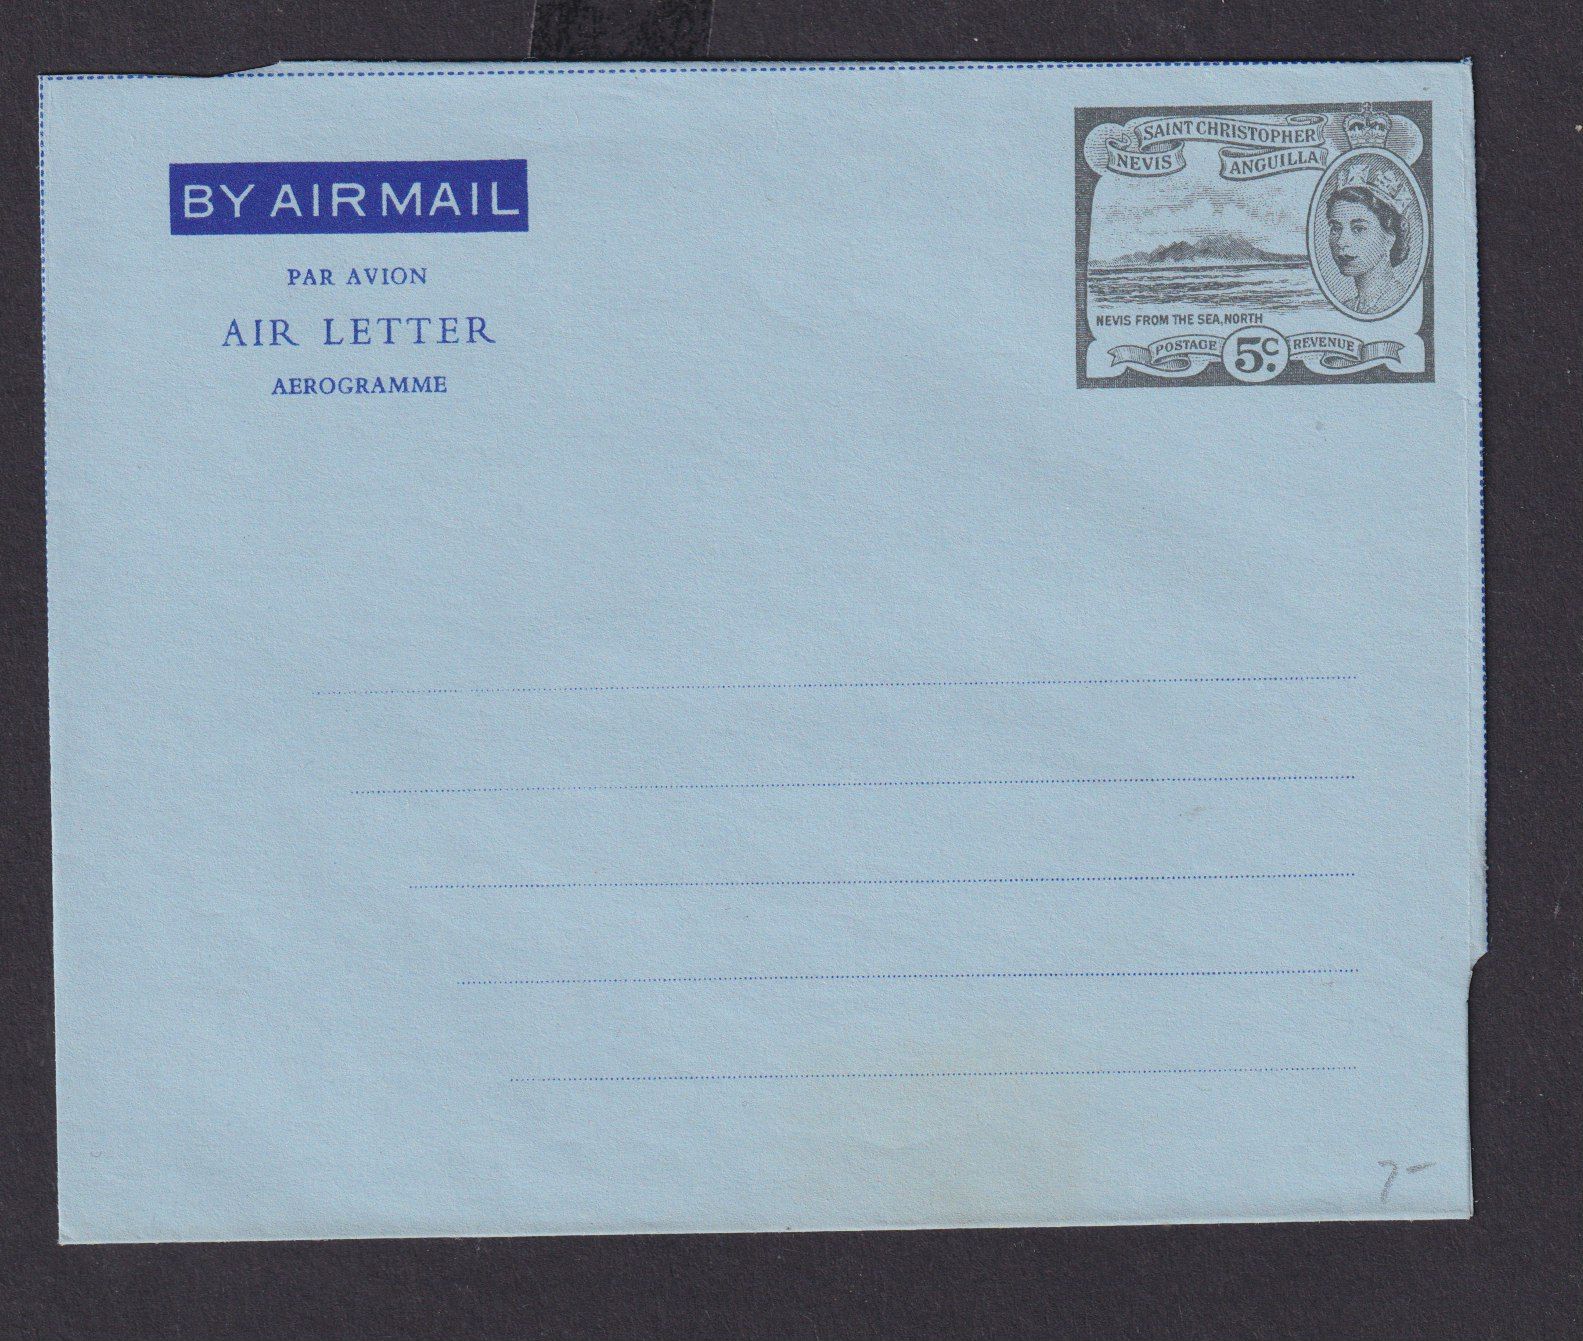 BY AIR MAIL
PAR AVION
AIR LETTER
AEROGRAMME
SAINT CHRISTOPHER
NEVIS ANGUILLA
NEVIS FROM THE SEA, NORTH
POSTAGE 5c. REVENUE
7-